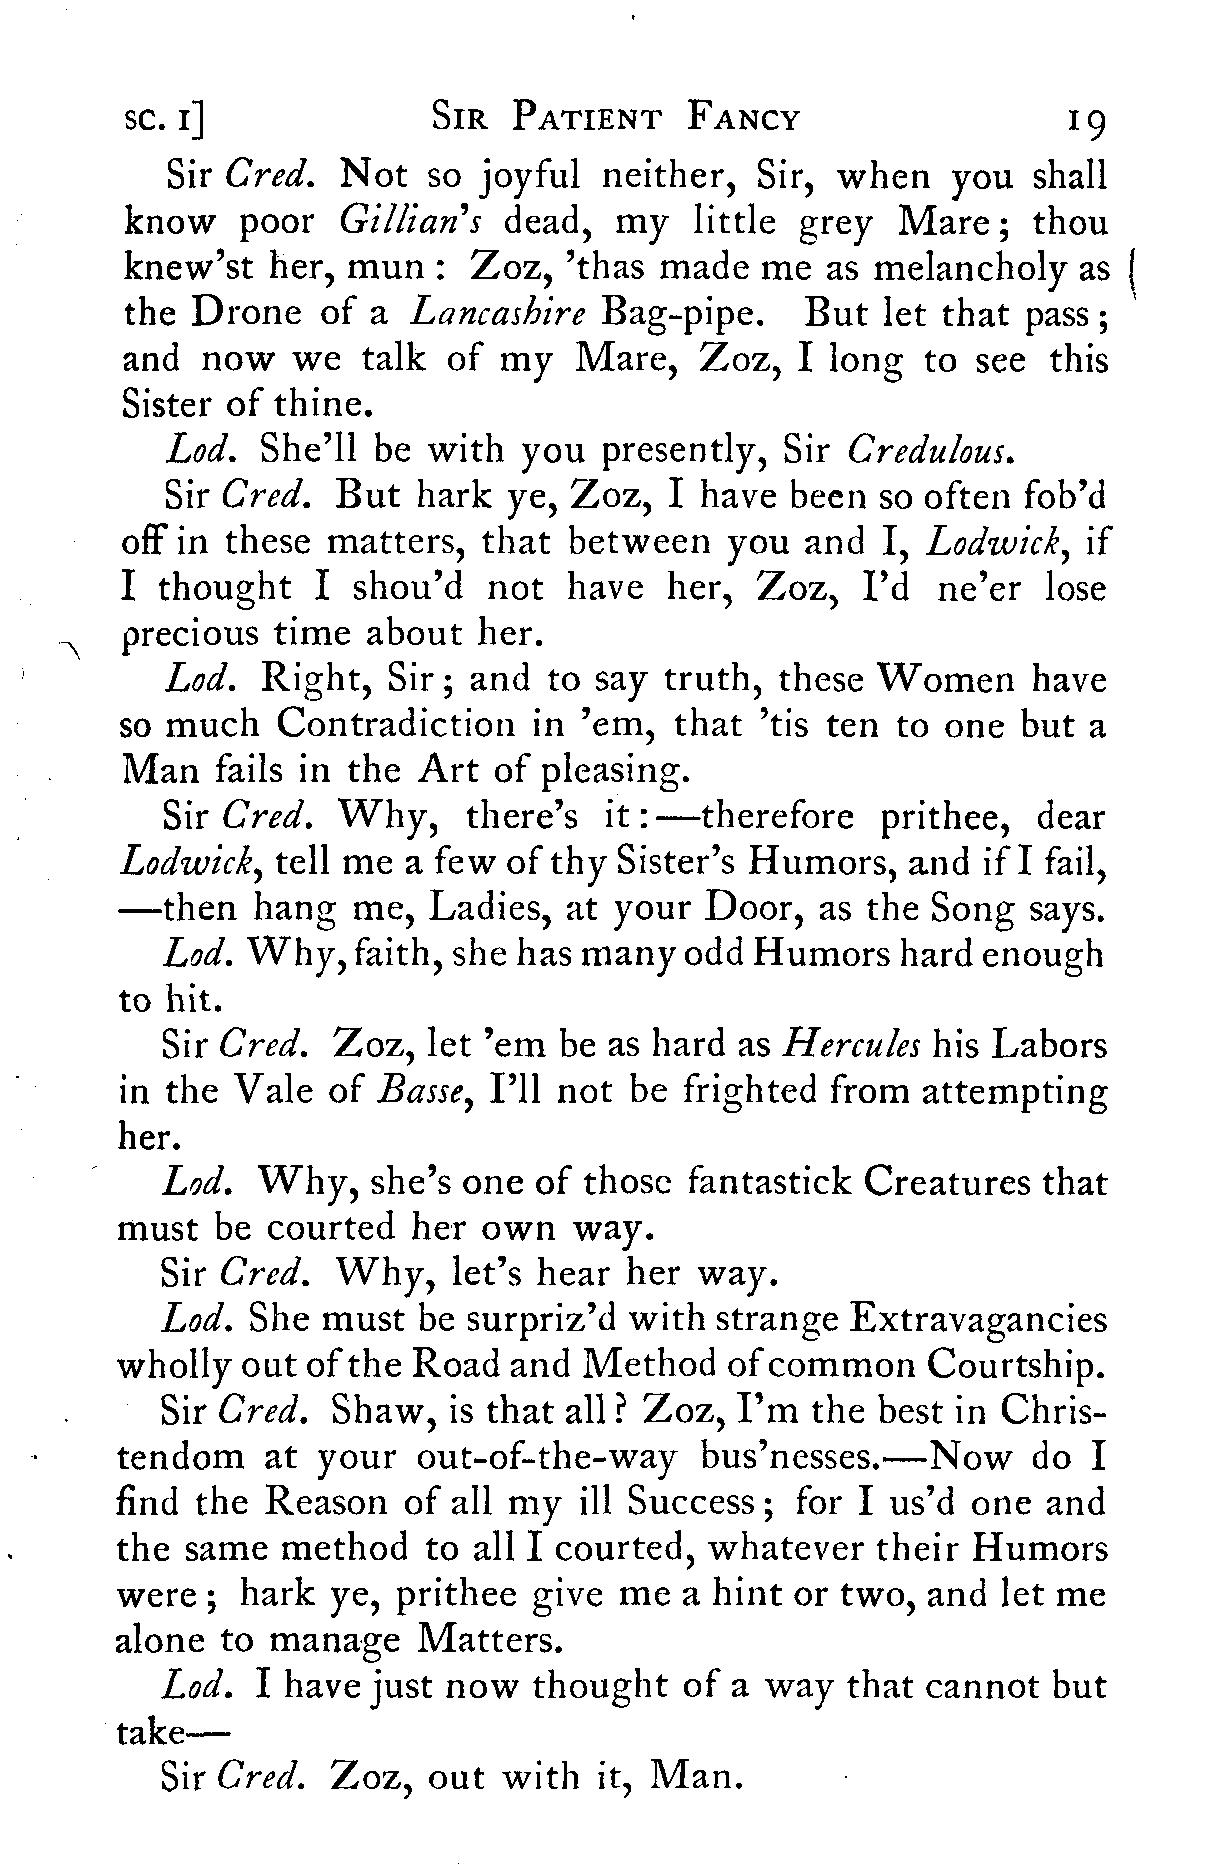 SC. I] SIR PATIENT FANCY 19
Sir Cred. Not so joyful neither, Sir, when you shall
know poor Gillian's dead, my little grey Mare; thou
knew'st her, mun: Zoz, 'thas made me as melancholy as
the Drone of a Lancashire Bag-pipe. But let that pass;
and now we talk of my Mare, Zoz, I long to see this
Sister of thine.
Lod. She'll be with you presently, Sir Credulous.
Sir Cred. But hark ye, Zoz, I have been so often fob'd
off in these matters, that between you and I, Lodwick, if
I thought I shou'd not have her, Zoz, I'd ne'er lose
precious time about her.
Lod. Right, Sir; and to say truth, these Women have
so much Contradiction in 'em, that 'tis ten to one but a
Man fails in the Art of pleasing.
Sir Cred. Why, there's it:—therefore prithee, dear
Lodwick, tell me a few of thy Sister's Humors, and if I fail,
—then hang me, Ladies, at your Door, as the Song says.
Lod. Why, faith, she has many odd Humors hard enough
to hit.
Sir Cred. Zoz, let 'em be as hard as Hercules his Labors
in the Vale of Basse, I'll not be frighted from attempting
her.
Lod. Why, she's one of those fantastick Creatures that
must be courted her own way.
Sir Cred. Why, let's hear her way.
Lod. She must be surpriz'd with strange Extravagancies
wholly out of the Road and Method of common Courtship.
Sir Cred. Shaw, is that all? Zoz, I'm the best in Chris-
tendom at your out-of-the-way bus'nesses.—Now do I
find the Reason of all my ill Success; for I us'd one and
the same method to all I courted, whatever their Humors
were; hark ye, prithee give me a hint or two, and let me
alone to manage Matters.
Lod. I have just now thought of a way that cannot but
take—
Sir Cred. Zoz, out with it, Man.